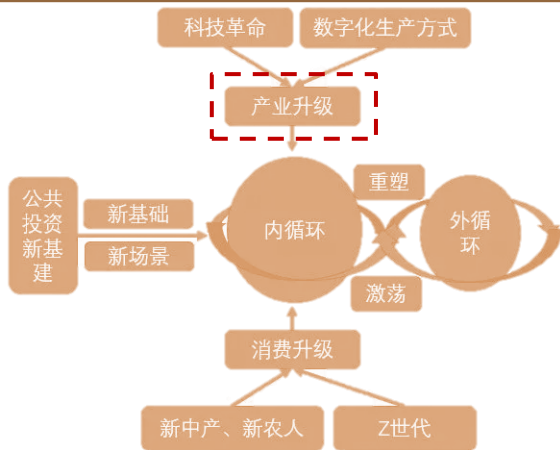 科技革命
数字化生产方式
产业升级
公共
投资
新基
建
新基础
新场景
内循环
重塑
激荡
外循
环
消费升级
新中产、新农人
Z世代